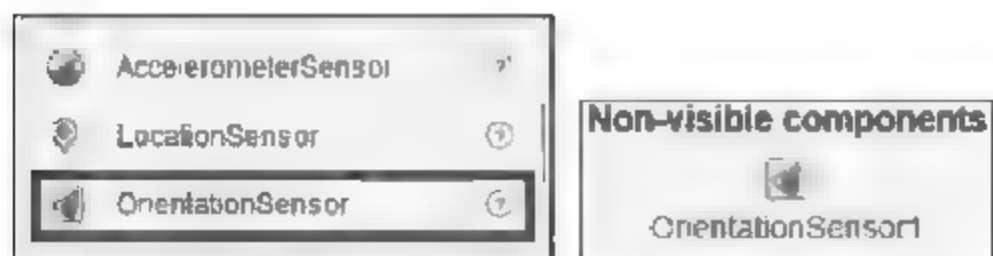 AccelerometerSensor
LocationSensor
OrientationSensor
Non-visible components
OrientationSensor1